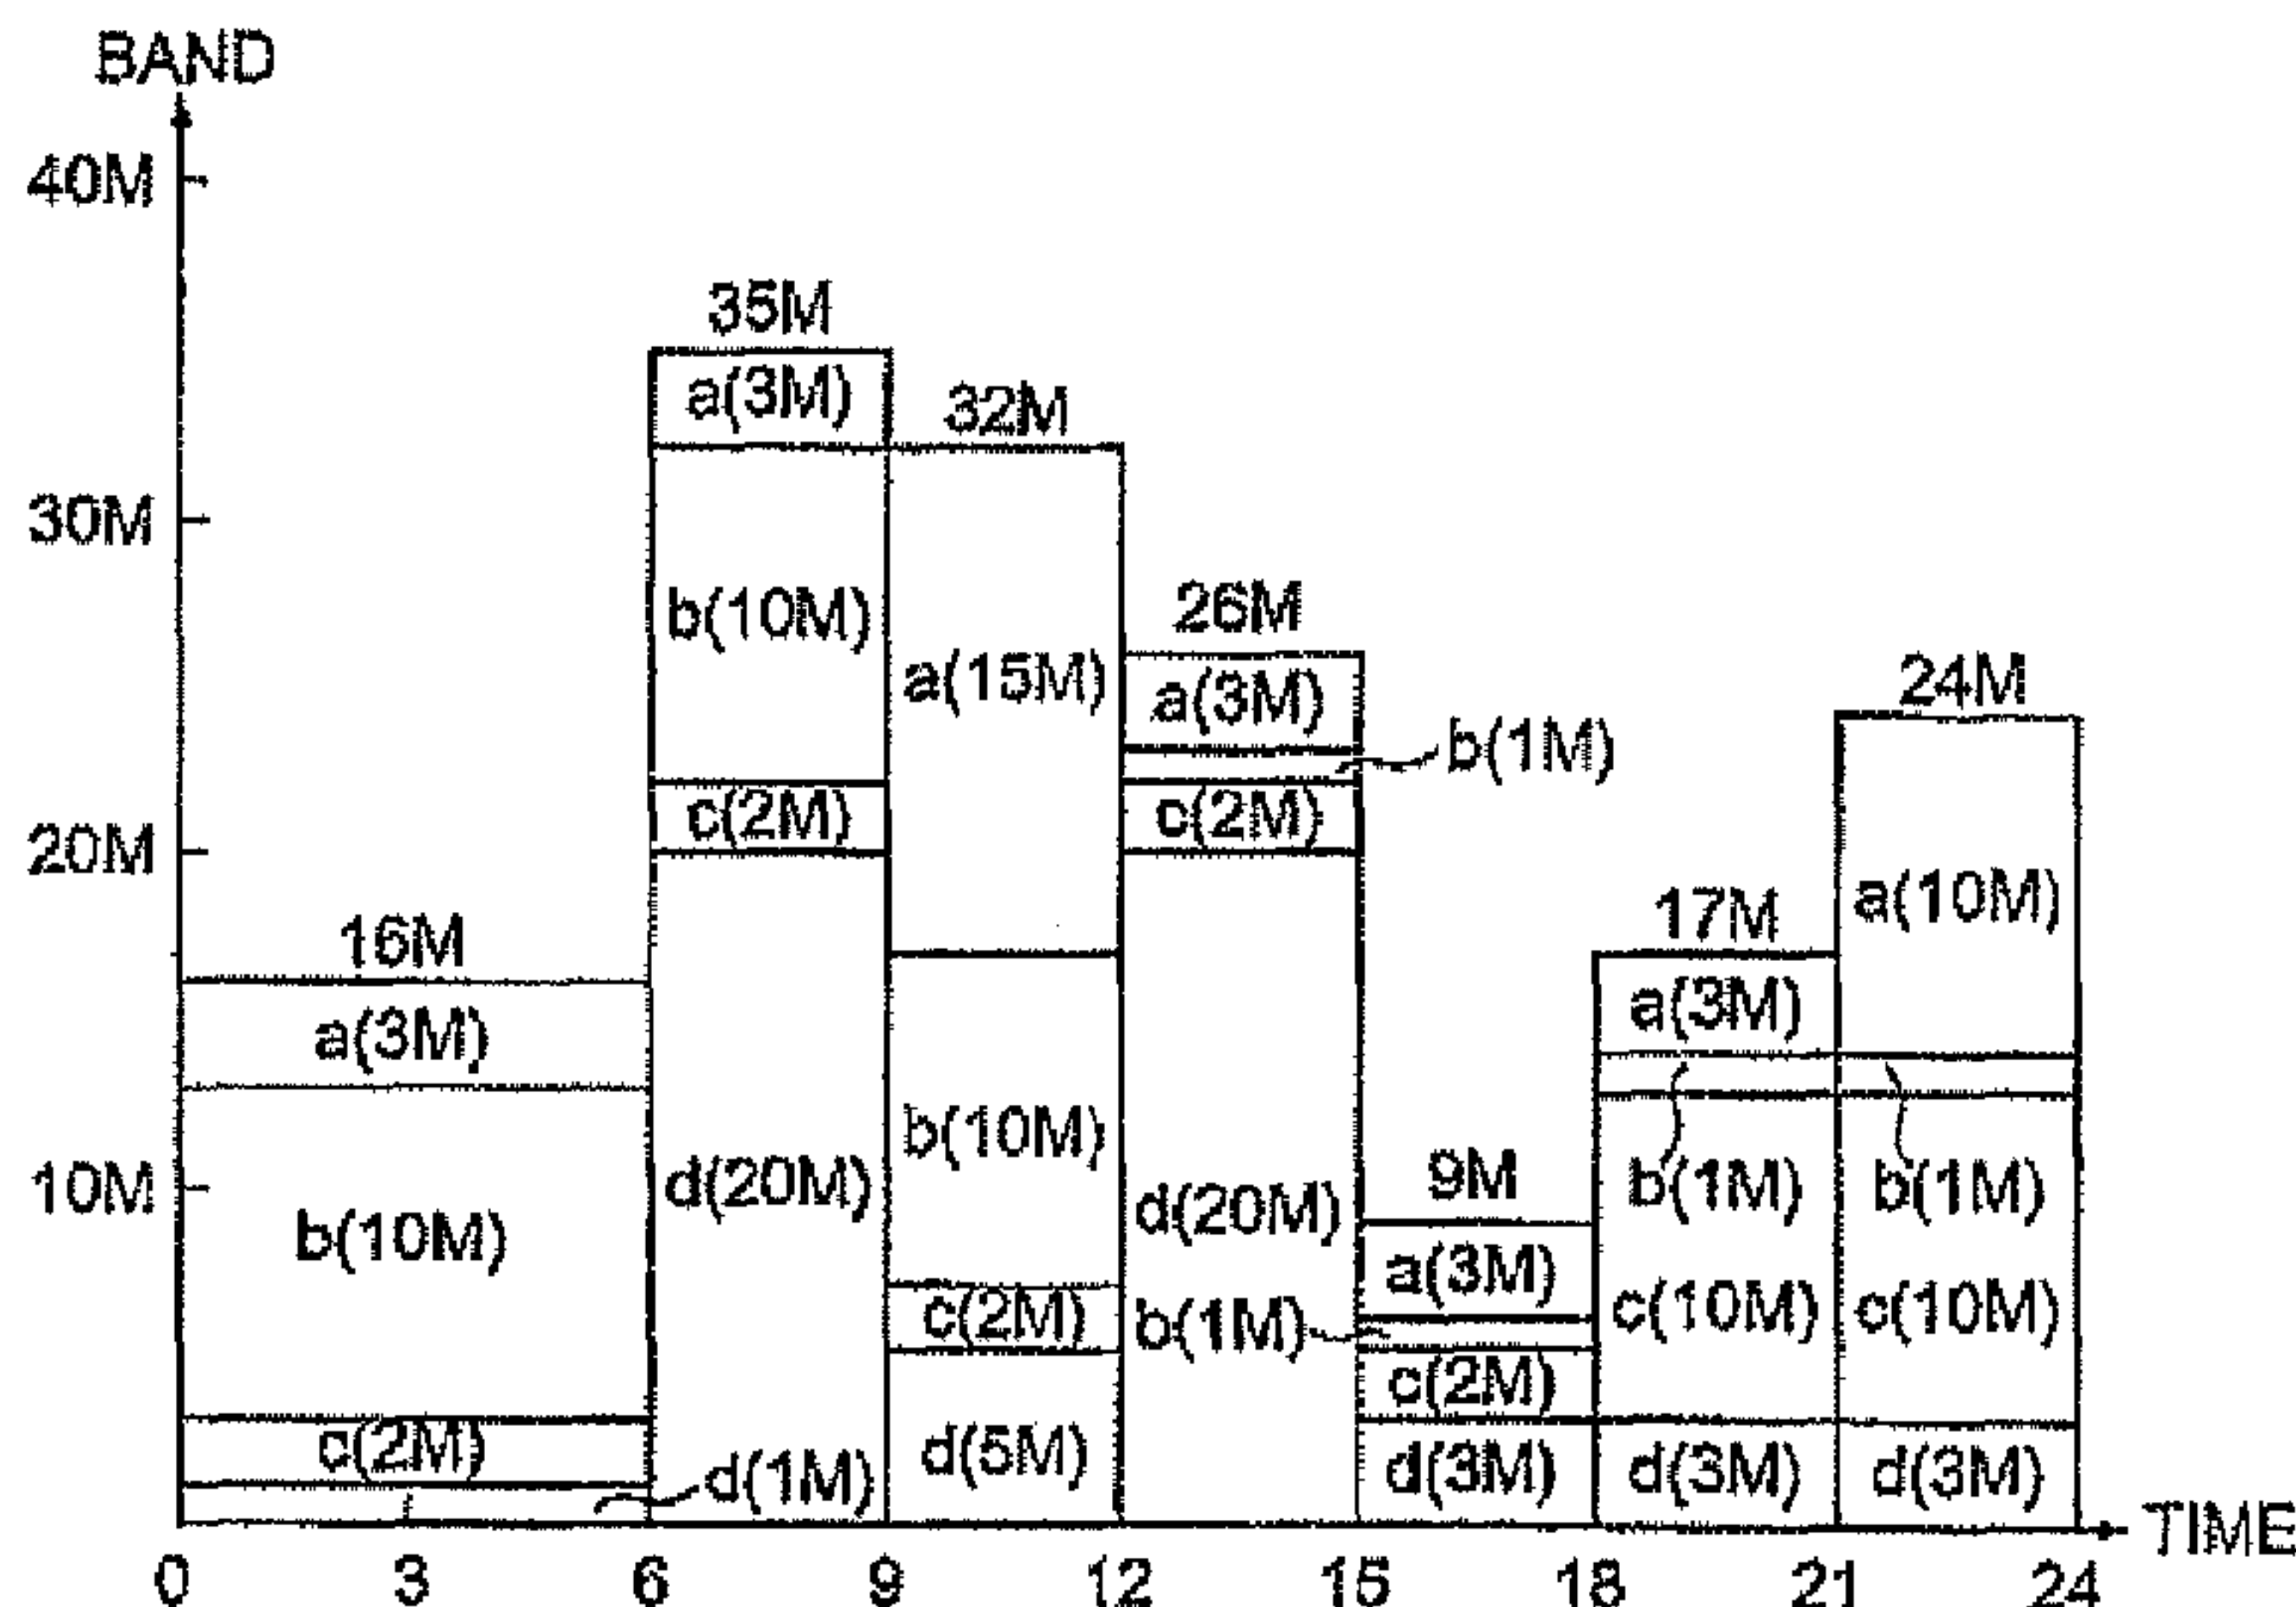 BAND
40M
35M
a(3M)
32M
30M
b(10M)
26M
a(15M)
a(3M)
24M
b(1M)
c(2M)
c(2M)
20M
a(10M)
17M
16M
a(3M)
a(3M)
b(10M)
9M
10M
d(20M)
d(20M)
b(1M)
b(1M)
b(10M)
a(3M)
c(2M)
b(1M)
c(10M)
c(10M)
c(2M)
c(2M)
d(1M)
d(5M)
d(3M)
d(3M)
d(3M)
TIME
0 3 6 9 12 15 18 21 24